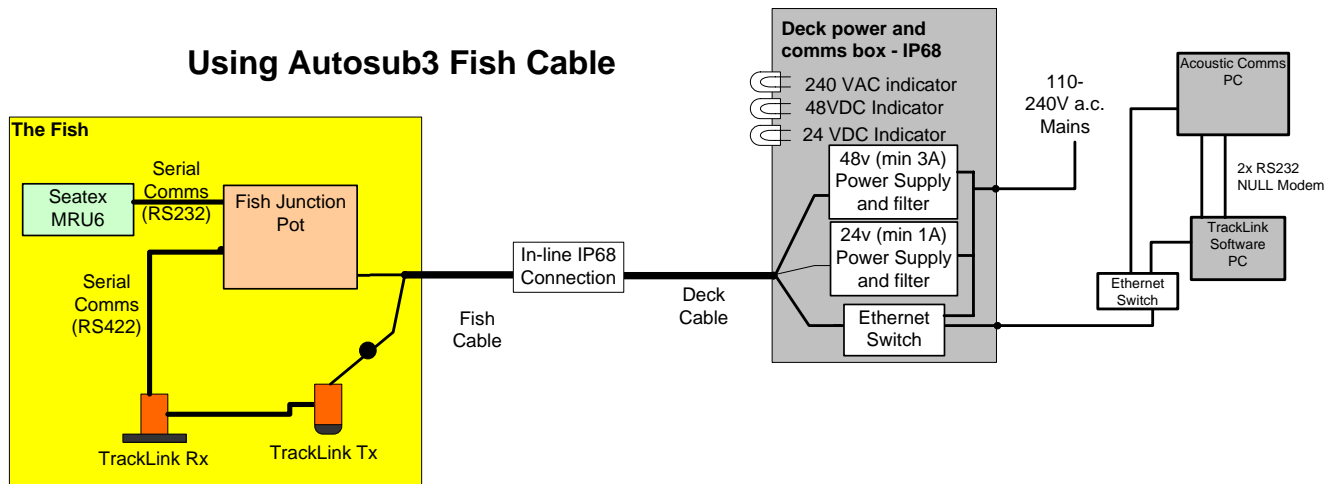 Using Autosub3 Fish Cable
The Fish
Seatex
MRU6
Serial
Comms
(RS232)
Fish Junction
Pot
Serial
Comms
(RS422)
TrackLink Rx
TrackLink Tx
Fish
Cable
In-line IP68
Connection
Deck
Cable
Deck power and
comms box - IP68
240 VAC indicator
48VDC Indicator
24 VDC Indicator
48v (min 3A)
Power Supply
and filter
24v (min 1A)
Power Supply
and filter
Ethernet
Switch
110-
240V a.c.
Mains
Acoustic Comms
PC
2x RS232
NULL Modem
TrackLink
Software
PC
Ethernet
Switch